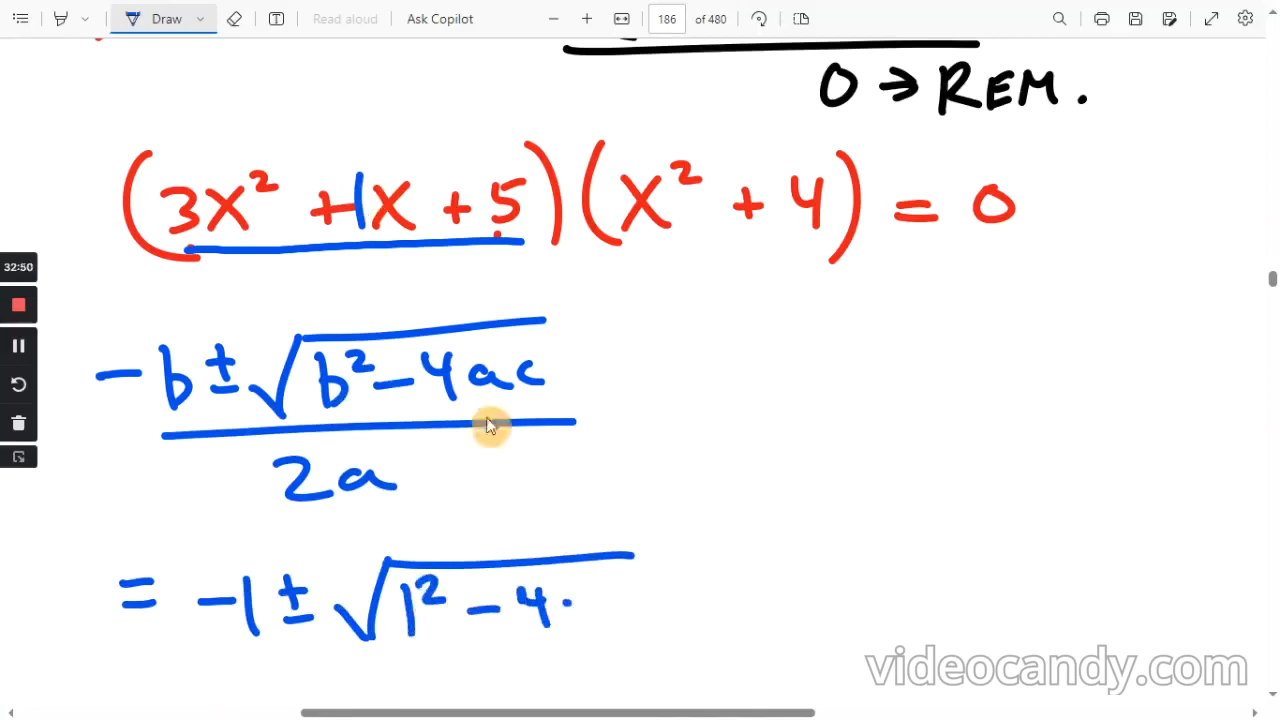 Draw
Read aloud
Ask Copilot
186 of 480
0 → REM.
(3x² + 1x + 5)(x² + 4) = 0
32:50
-b ± √b² - 4ac
2a
= -1 ± √1² - 4·
videocandy.com